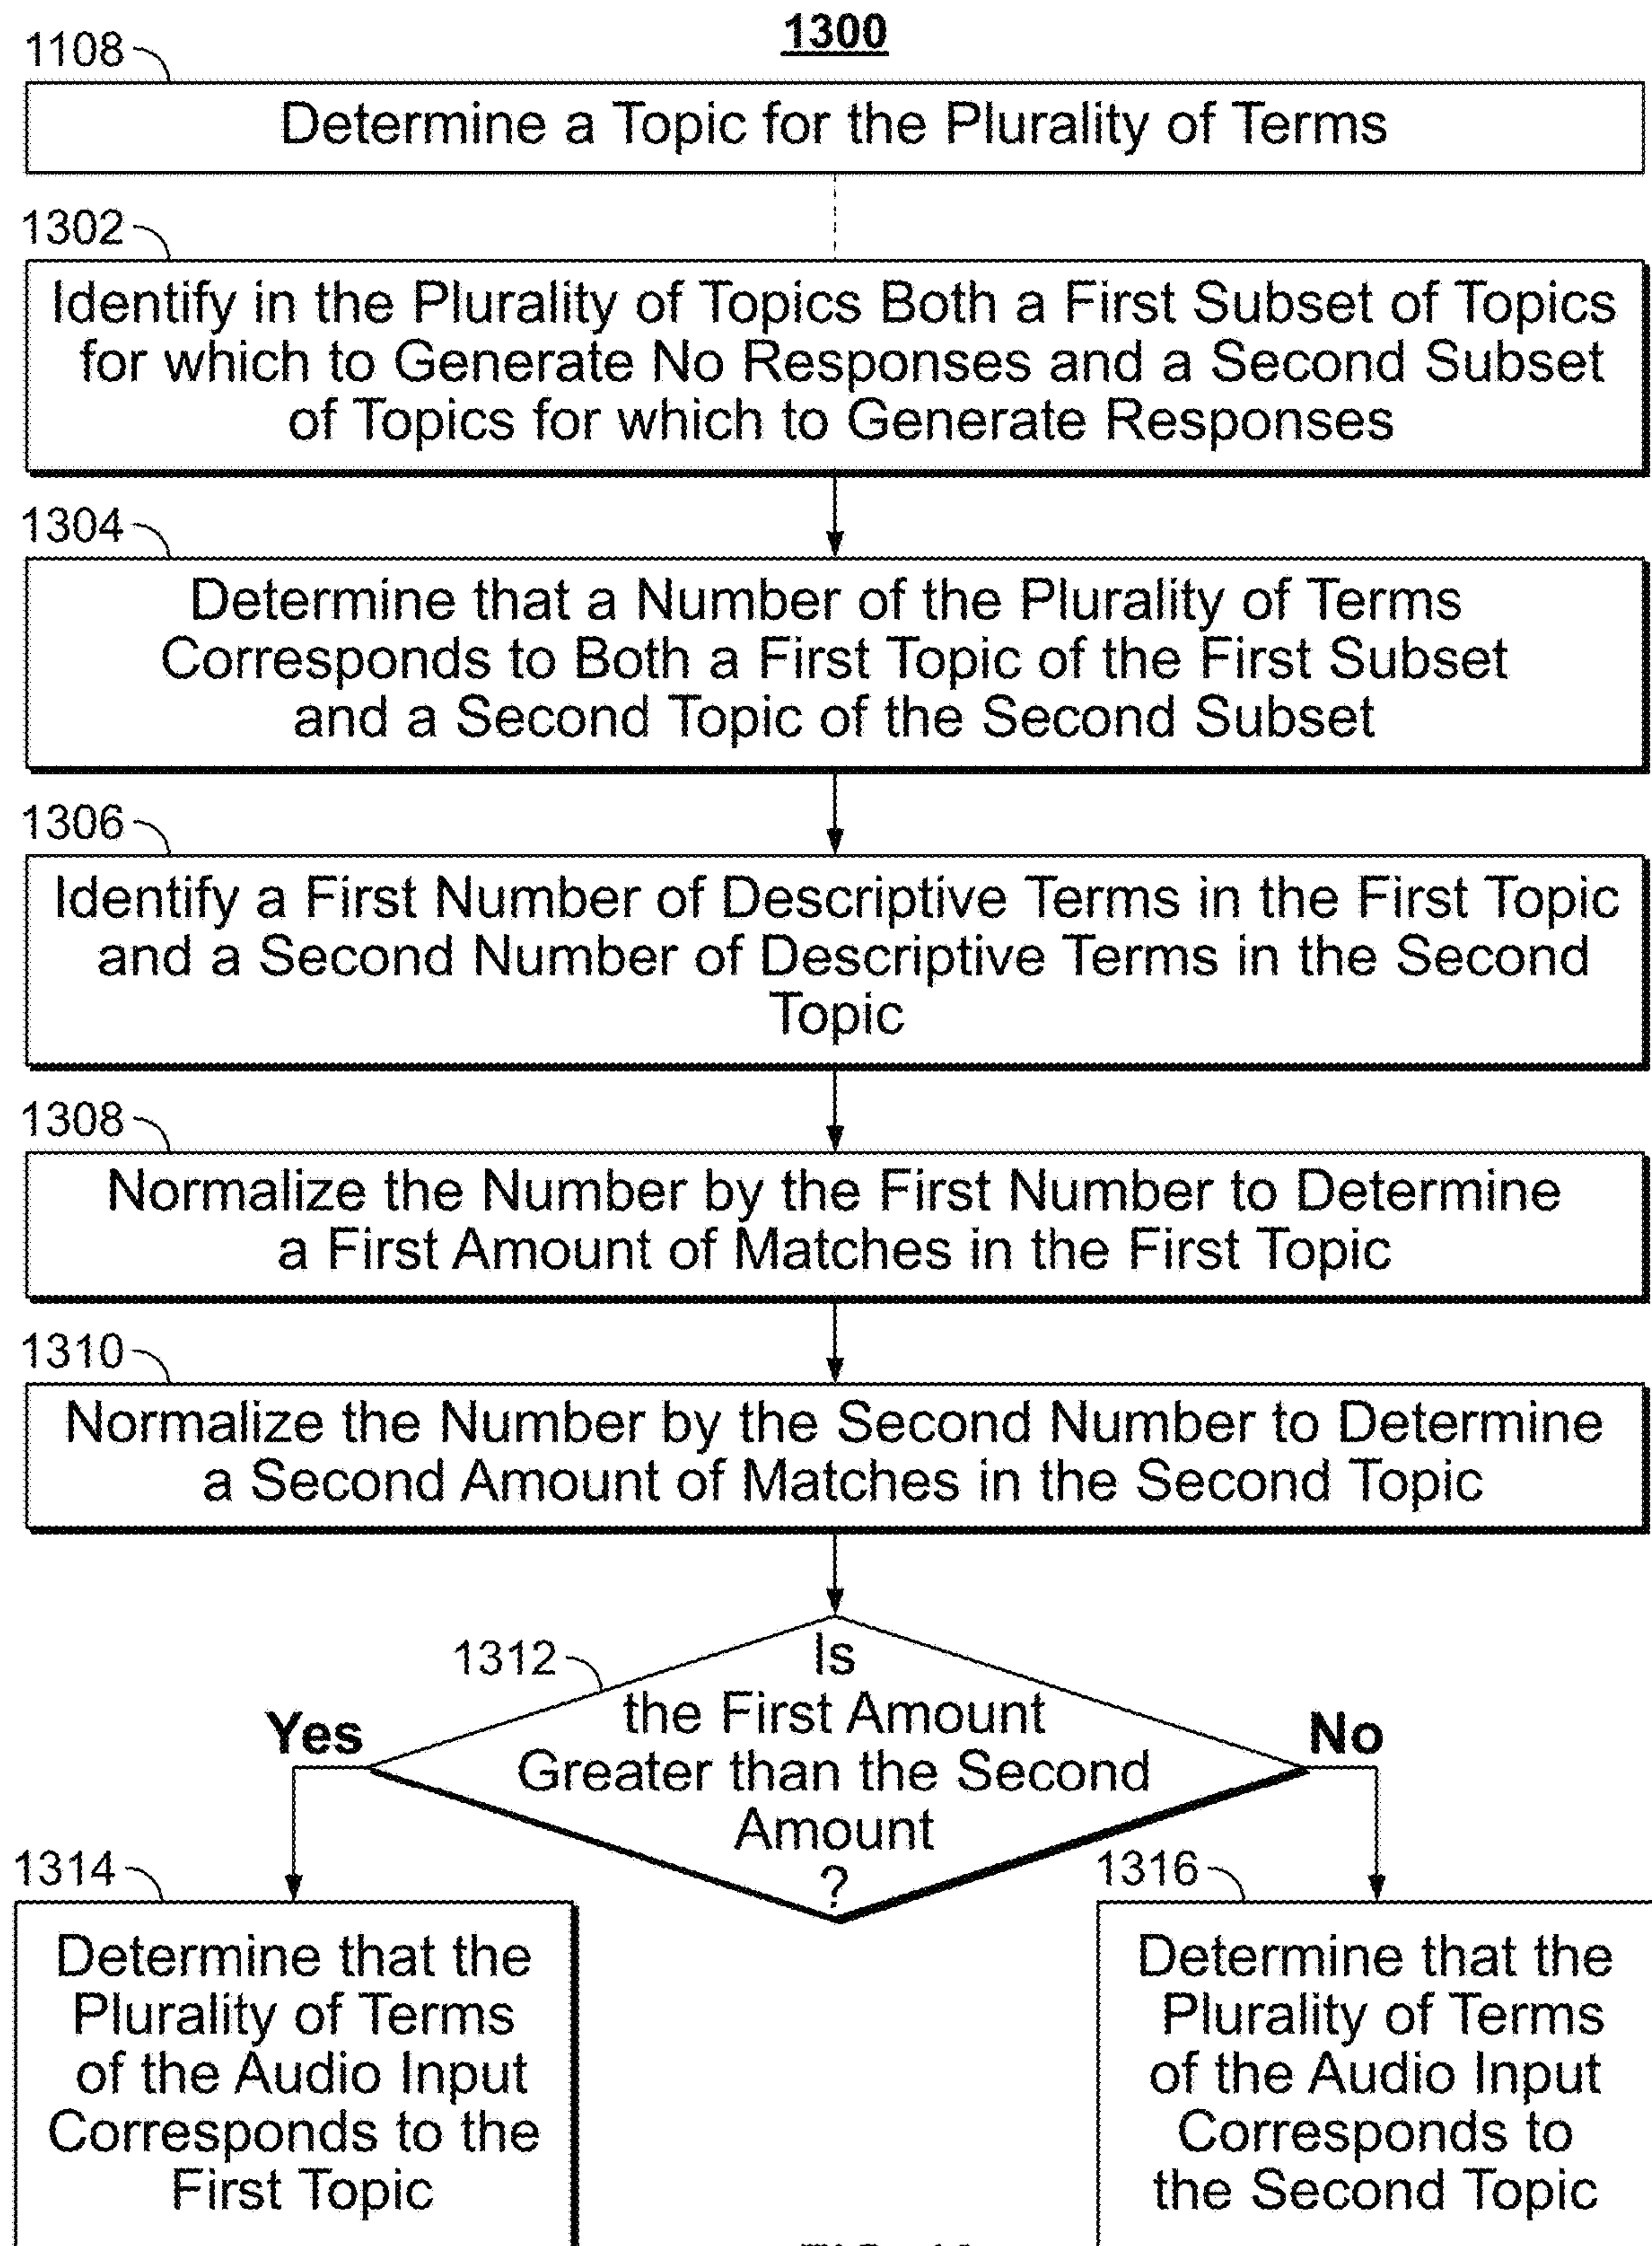 1300
1108
Determine a Topic for the Plurality of Terms
1302
Identify in the Plurality of Topics Both a First Subset of Topics
for which to Generate No Responses and a Second Subset
of Topics for which to Generate Responses
1304
Determine that a Number of the Plurality of Terms
Corresponds to Both a First Topic of the First Subset
and a Second Topic of the Second Subset
1306
Identify a First Number of Descriptive Terms in the First Topic
and a Second Number of Descriptive Terms in the Second
Topic
1308
Normalize the Number by the First Number to Determine
a First Amount of Matches in the First Topic
1310
Normalize the Number by the Second Number to Determine
a Second Amount of Matches in the Second Topic
1312
Is
the First Amount
Greater than the Second
Amount
?
Yes
No
1314
Determine that the
Plurality of Terms
of the Audio Input
Corresponds to the
First Topic
1316
Determine that the
Plurality of Terms
of the Audio Input
Corresponds to
the Second Topic